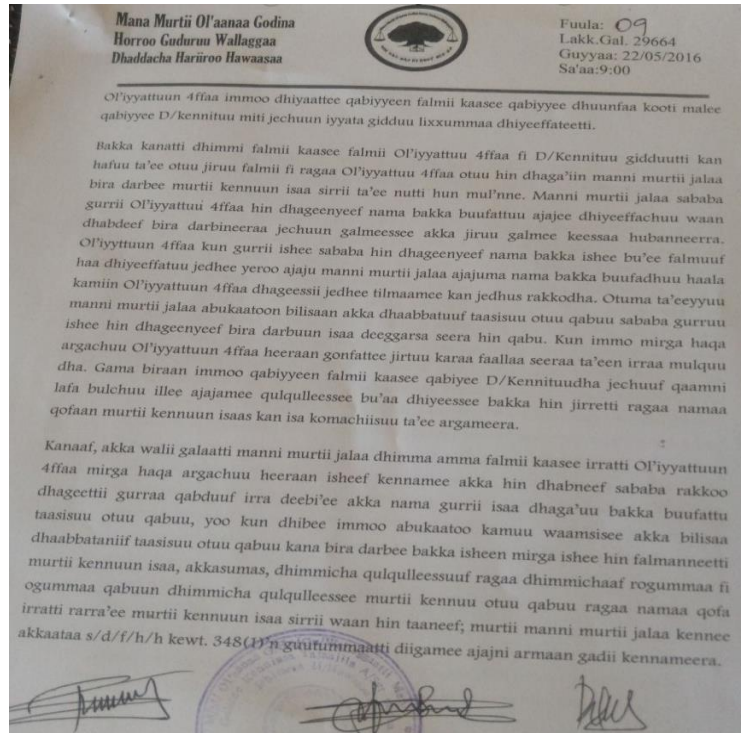 Mana Murtii Ol'aanaa Godina
Horroo Guduruu Wallaggaa
Dhaddacha Hariiroo Hawaasaa
Fuula: 09
Lakk.Gal. 29664
Guyyaa: 22/05/2016
Sa'aa:9:00
Ol'iyyattuun 4ffaa immoo dhiyaattee qabiyyeen falmii kaasee qabiyyee dhuunfaa kooti malee
qabiyyee D/kennituu miti jechuun iyyata gidduu lixxummaa dhiyeeffateetti.
Bakka kanatti dhimmi falmii kaasee falmii Ol'iyyattuu 4ffaa fi D/Kennituu gidduutti kan
hafuu ta'ee otuu jiruu falmii fi ragaa Ol'iyyattuu 4ffaa otuu hin dhaga'iin manni murtii jalaa
bira darbee murtii kennuun isaa sirrii ta'ee nutti hun mul'nne. Manni murtii jalaa sababa
gurrii Ol'iyyattuu 4ffaa hin dhageenyeef nama bakka buufattuu ajajee dhiyeeffachuu waan
dhabdeef bira darbineeraa jechuun galmeessee akka jiruu galmee keessaa hubanneerra.
Ol'iyyttuun 4ffaa kun gurrii ishee sababa hin dhageenyeef nama bakka ishee bu'ee falmuuf
haa dhiyeeffatuu jedhee yeroo ajaju manni murtii jalaa ajajuma nama bakka buufadhuu haala
kamiin Ol'iyyattuun 4ffaa dhageessii jedhee tilmaamee kan jedhus rakkodha. Otuma ta'eeyyuu
manni murtii jalaa abukaatoon bilisaan akka dhaabbatuuf taasisuu otuu qabuu sababa gurruu
ishee hin dhageenyeef bira darbuun isaa deeggarsa seera hin qabu. Kun immo mirga haqa
argachuu Ol'iyyattuun 4ffaa heeraan gonfattee jirtuu karaa faallaa seeraa ta'een irraa mulquu
dha. Gama biraan immoo qabiyyeen falmii kaasee qabiyee D/Kennituudha jechuuf qaamni
lafa bulchuu illee ajajamee qulqulleessee bu'aa dhiyeessee bakka hin jirretti ragaa namaa
qofaan murtii kennuun isaas kan isa komachiisuu ta'ee argameera.
Kanaaf, akka walii galaatti manni murtii jalaa dhimma amma falmii kaasee irratti Ol'iyyattuun
4ffaa mirga haqa argachuu heeraan isheef kennamee akka hin dhabneef sababa rakkoo
dhageettii gurraa qabduuf irra deebi'ee akka nama gurrii isaa dhaga'uu bakka buufattu
taasisuu otuu qabuu, yoo kun dhibee immoo abukaatoo kamuu waamsisee akka bilisaa
dhaabbataniif taasisuu otuu qabuu kana bira darbee bakka isheen mirga ishee hin falmanneetti
murtii kennuun isaa, akkasumas, dhimmicha qulqulleessuuf ragaa dhimmichaaf rogummaa fi
ogummaa qabuun dhimmicha qulqulleessee murtii kennuu otuu qabuu ragaa namaa qofa
irratti rarra'ee murtii kennuun isaa sirrii waan hin taaneef; murtii manni murtii jalaa kennee
akkaataa s/d/f/h/h kewt. 348(1)'n guutummaatti diigamee ajajni armaan gadii kennameera.